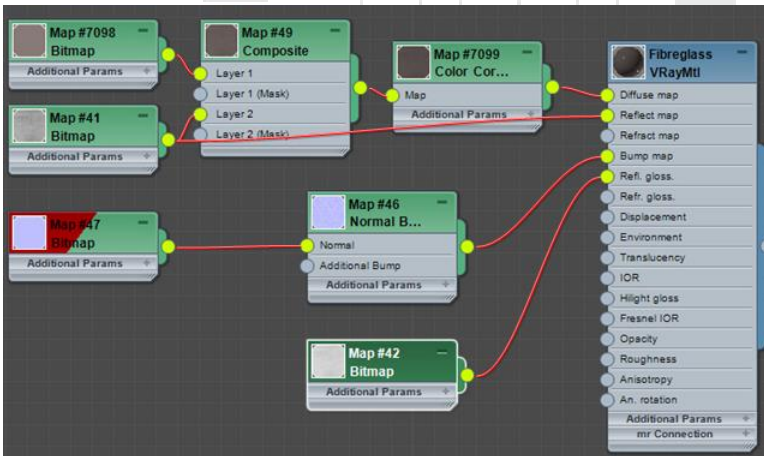 Map #7098
Bitmap
Additional Params
Map #41
Bitmap
Additional Params
Map #47
Bitmap
Additional Params
Map #49
Composite
Layer 1
Layer 1 (Mask)
Layer 2
Layer 2 (Mask)
Map #7099
Color Cor...
Map
Additional Params
Map #46
Normal B...
Normal
Additional Bump
Additional Params
Map #42
Bitmap
Additional Params
Fibreglass
VRayMtl
Diffuse map
Reflect map
Refract map
Bump map
Refl. gloss.
Refr. gloss.
Displacement
Environment
Translucency
IOR
Hilight gloss
Fresnel IOR
Opacity
Roughness
Anisotropy
An. rotation
Additional Params
mr Connection